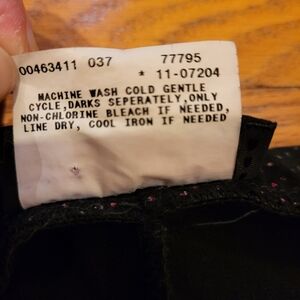 00463411 037 77795
* 11-07204
MACHINE WASH COLD GENTLE
CYCLE,DARKS SEPERATELY,ONLY
NON-CHLORINE BLEACH IF NEEDED,
LINE DRY, COOL IRON IF NEEDED